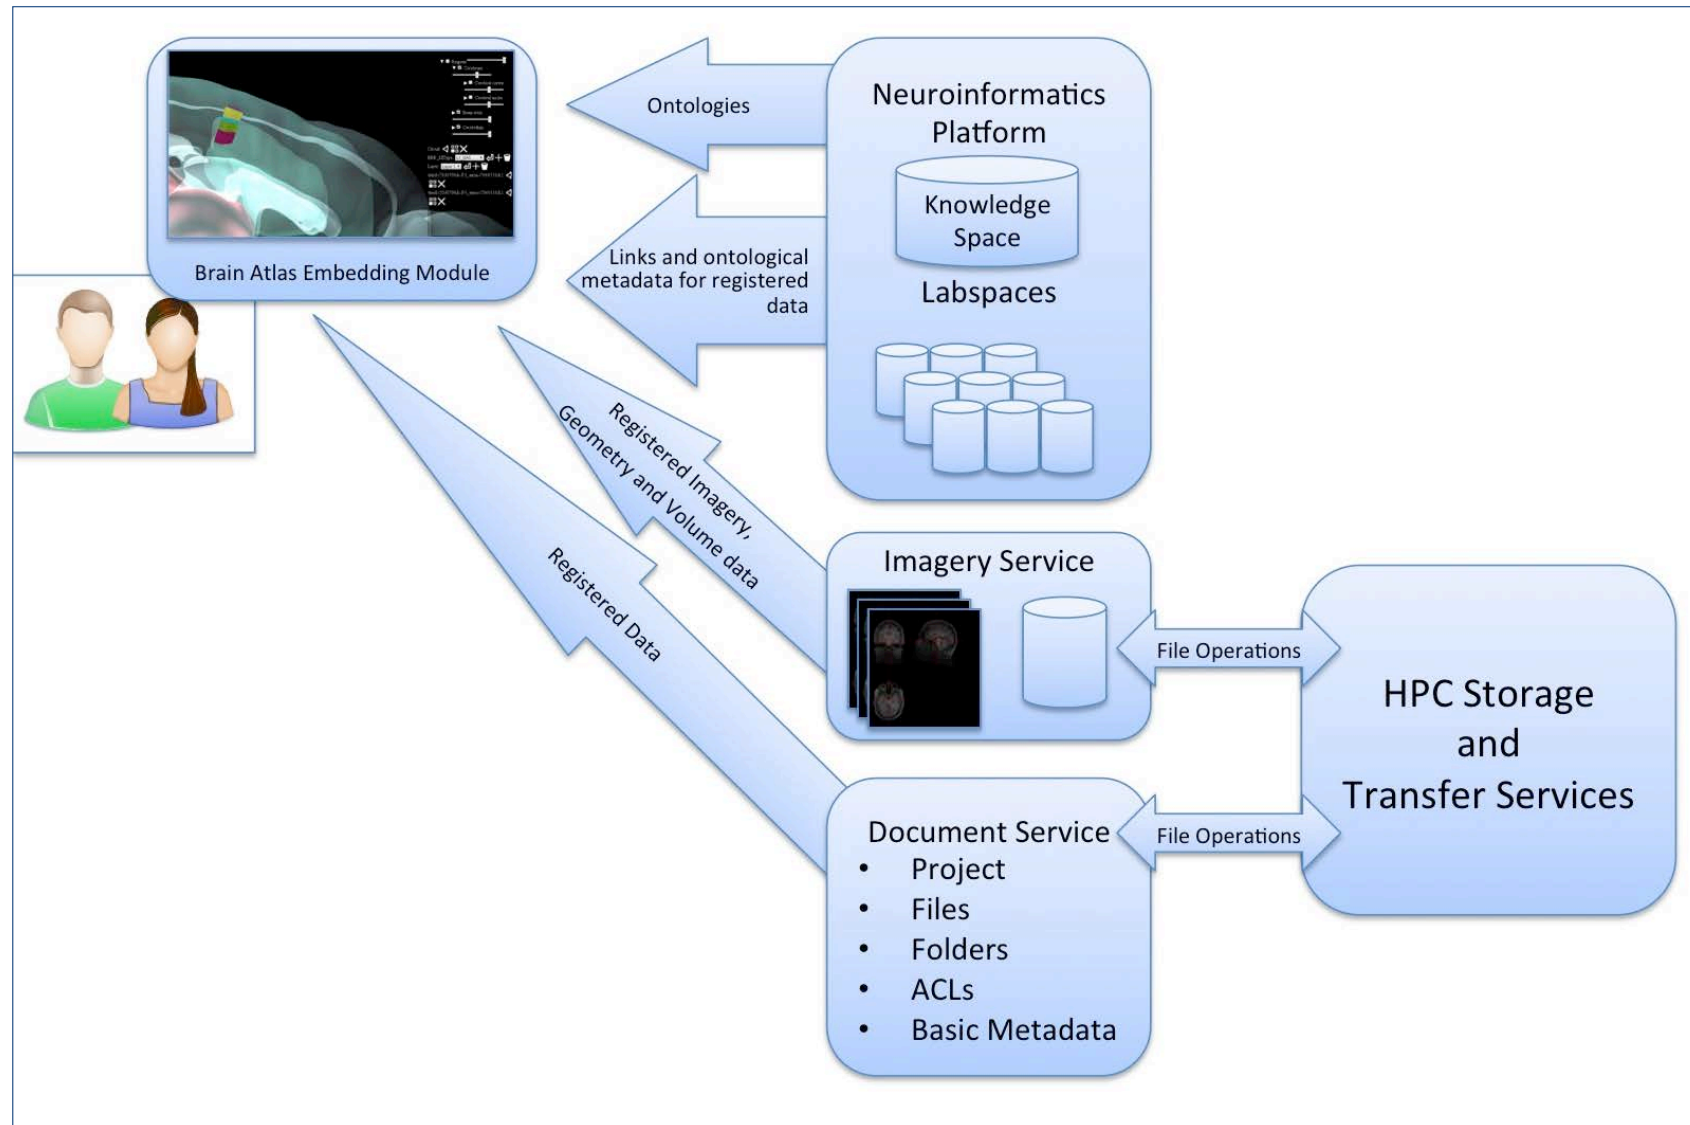 Brain Atlas Embedding Module
Ontologies
Links and ontological
metadata for registered
data
Neuroinformatics
Platform
Knowledge
Space
Labspaces
Registered Imagery,
Geometry and Volume data
Registered Data
Imagery Service
File Operations
HPC Storage
and
Transfer Services
Document Service
• Project
• Files
• Folders
• ACLs
• Basic Metadata
File Operations